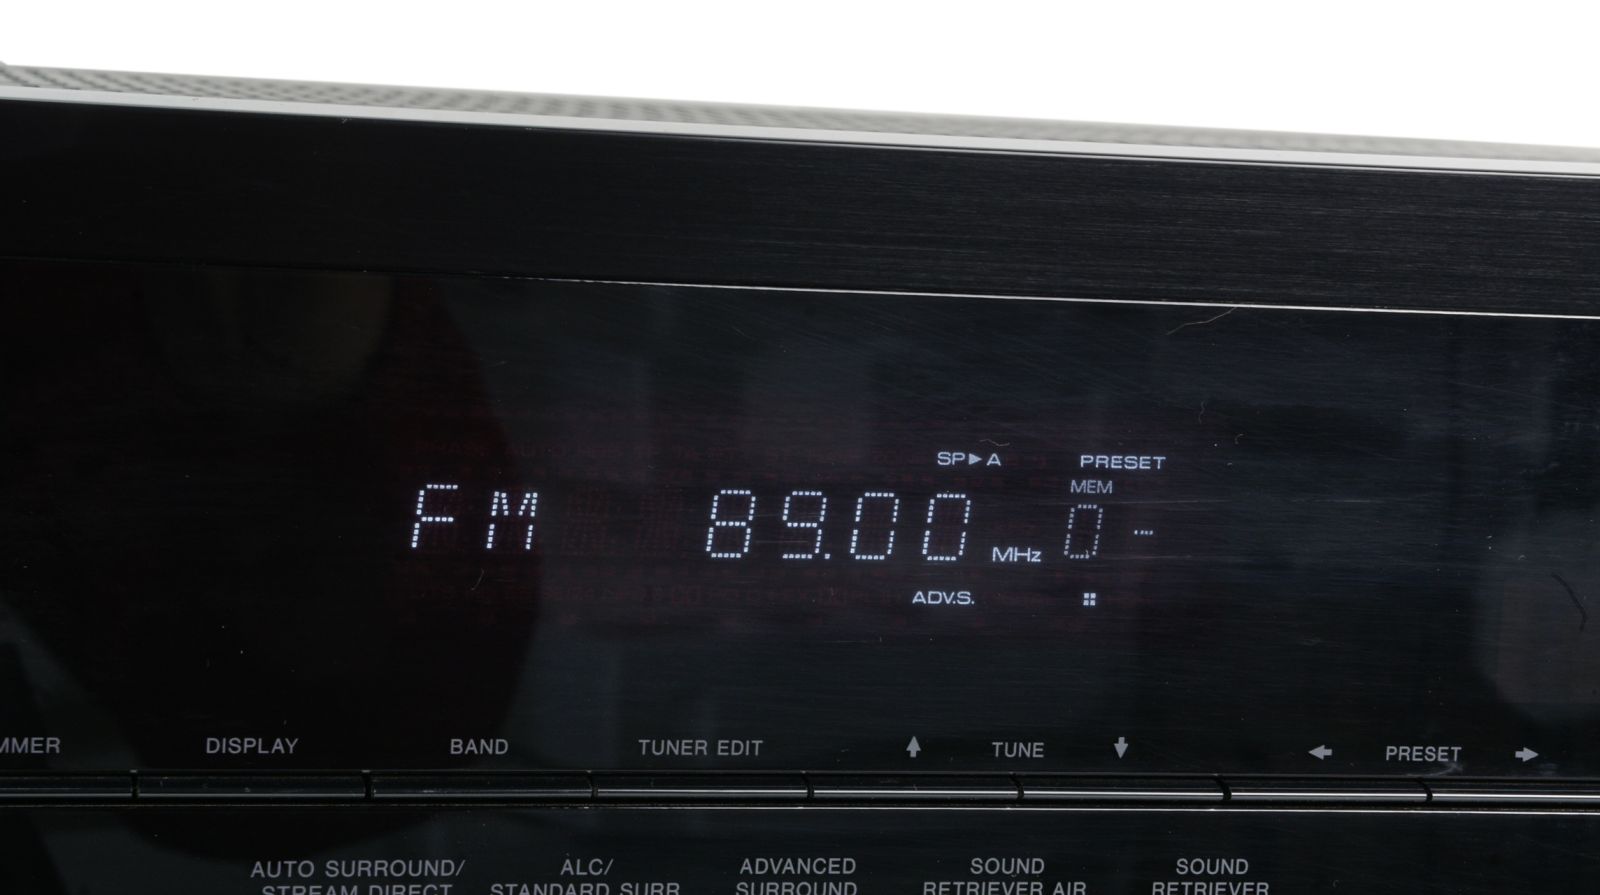 SP►A PRESET
MEM
FM 89.00 MHz 0 ---
ADV.S.
DISPLAY BAND TUNER EDIT ↑ TUNE ↓ ← PRESET →
AUTO SURROUND/ ALC/ ADVANCED SOUND SOUND
STREAM DIRECT STANDARD SURR SURROUND RETRIEVER AIR RETRIEVER